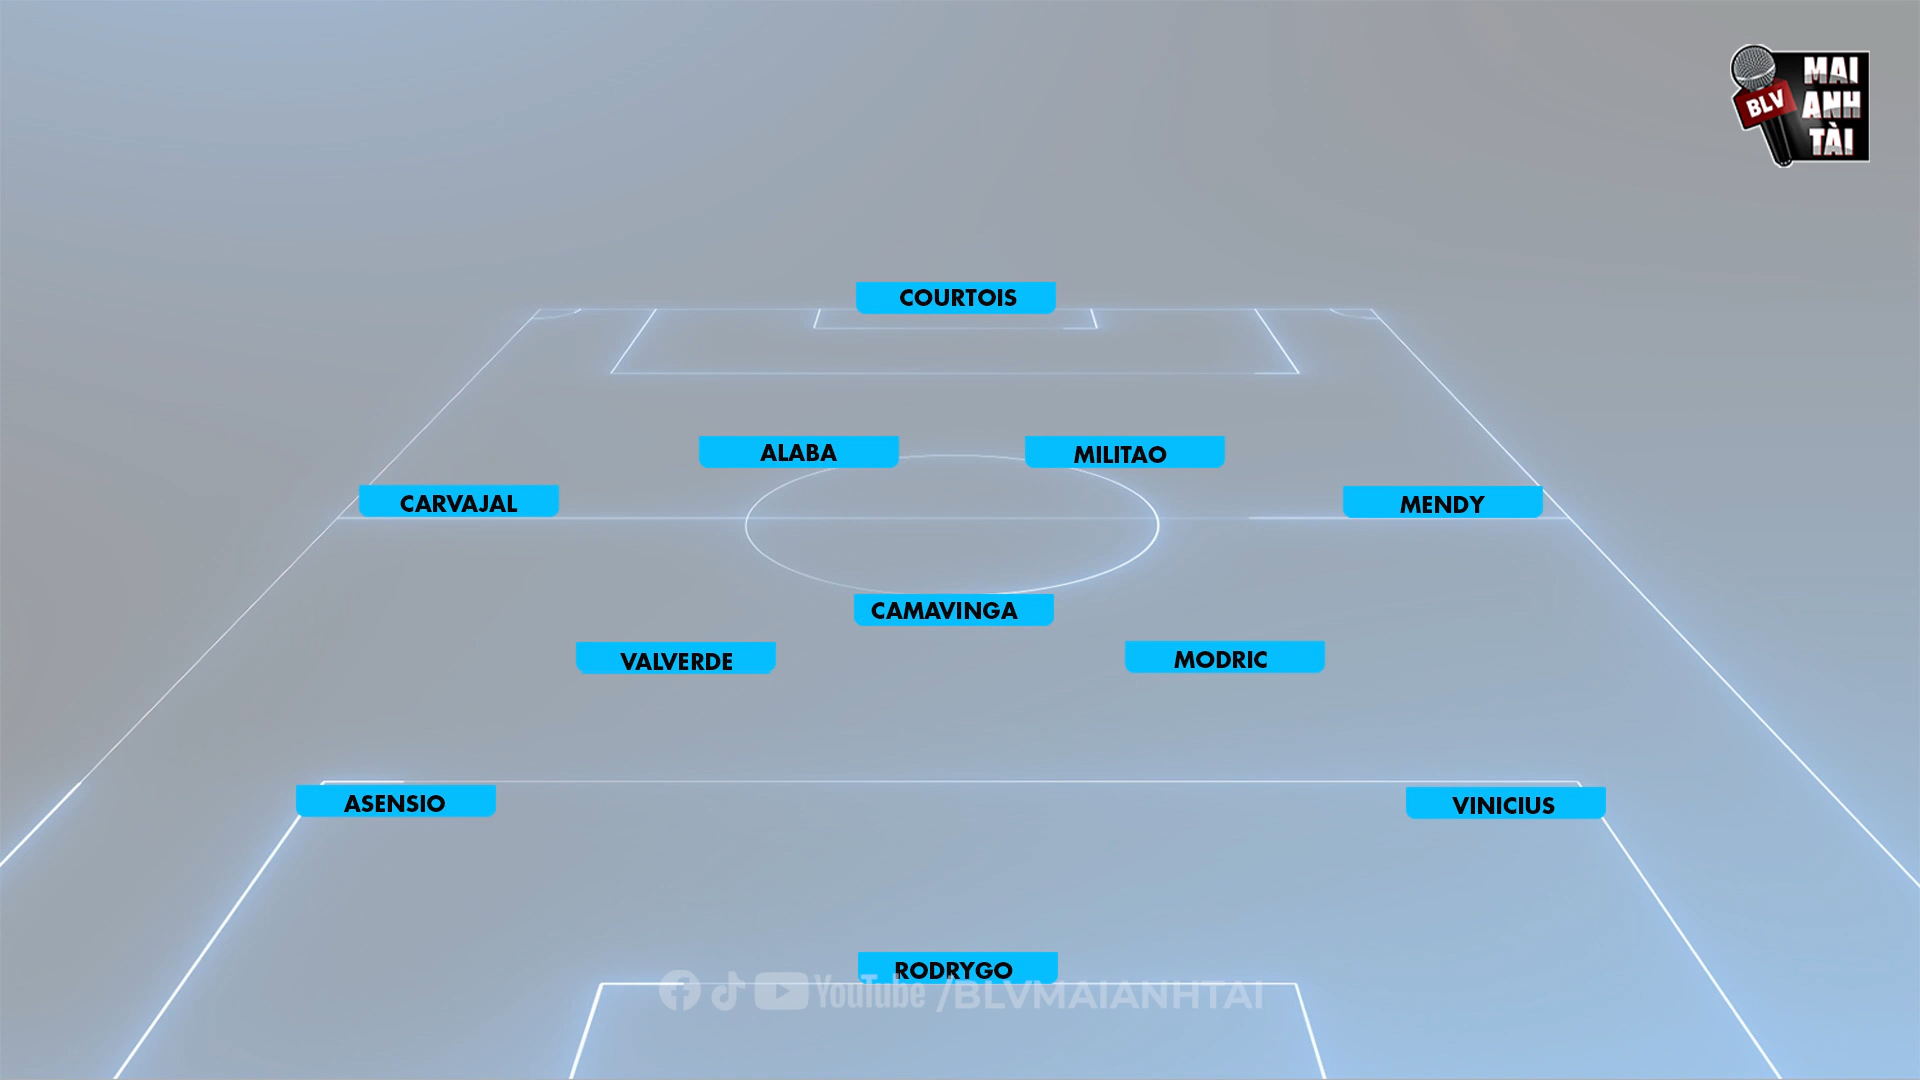 MAI
BLV ANH
TÀI
COURTOIS
ALABA
MILITAO
CARVAJAL
MENDY
CAMAVINGA
VALVERDE
MODRIC
ASENSIO
VINICIUS
RODRYGO
YouTube /BLVMAIANHTAI